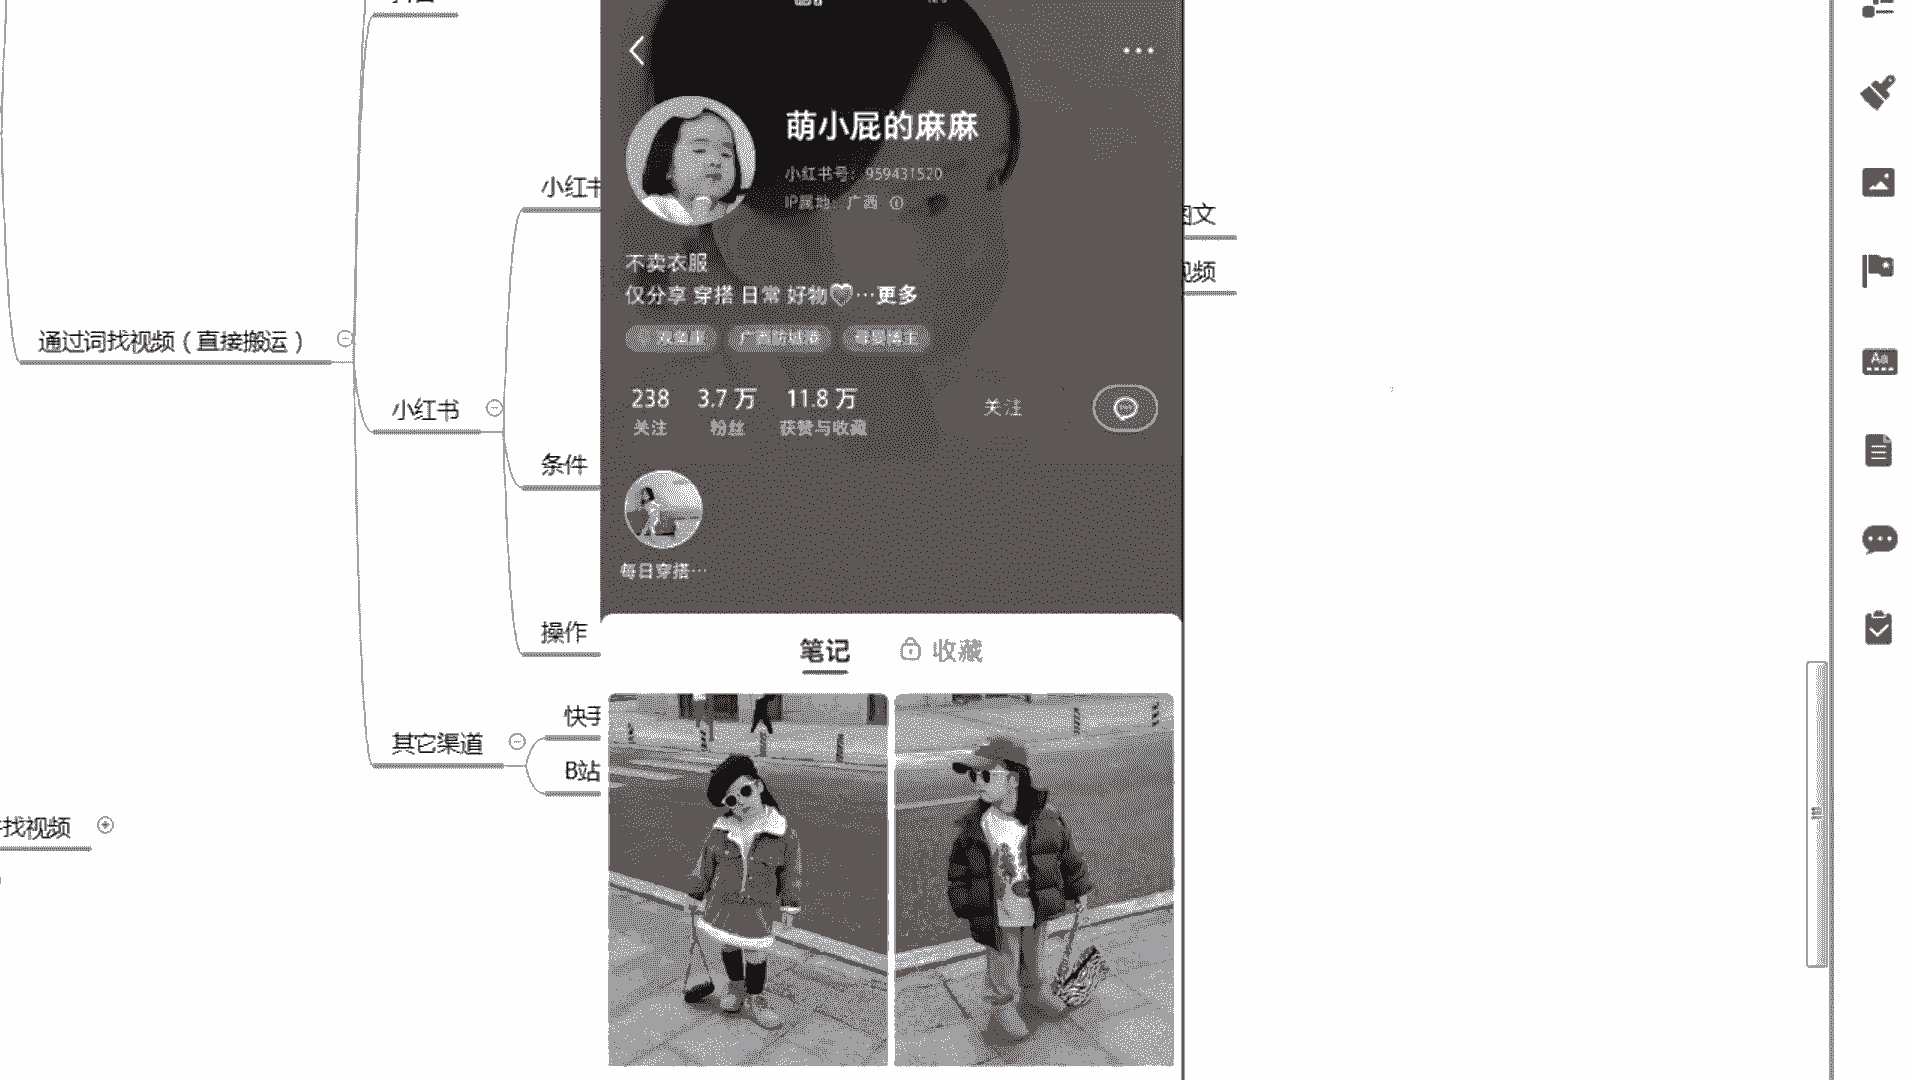 通过词找视频（直接搬运）
小红书
其它渠道
找视频
小红书
条件
操作
快手
B站
图文
视频
萌小屁的麻麻
小红书号：959431520
IP属地：广西
不卖衣服
仅分享 穿搭 日常 好物🤍…更多
广西防城港
母婴博主
238
关注
3.7 万
粉丝
11.8 万
获赞与收藏
关注
每日穿搭…
笔记
收藏
Aa